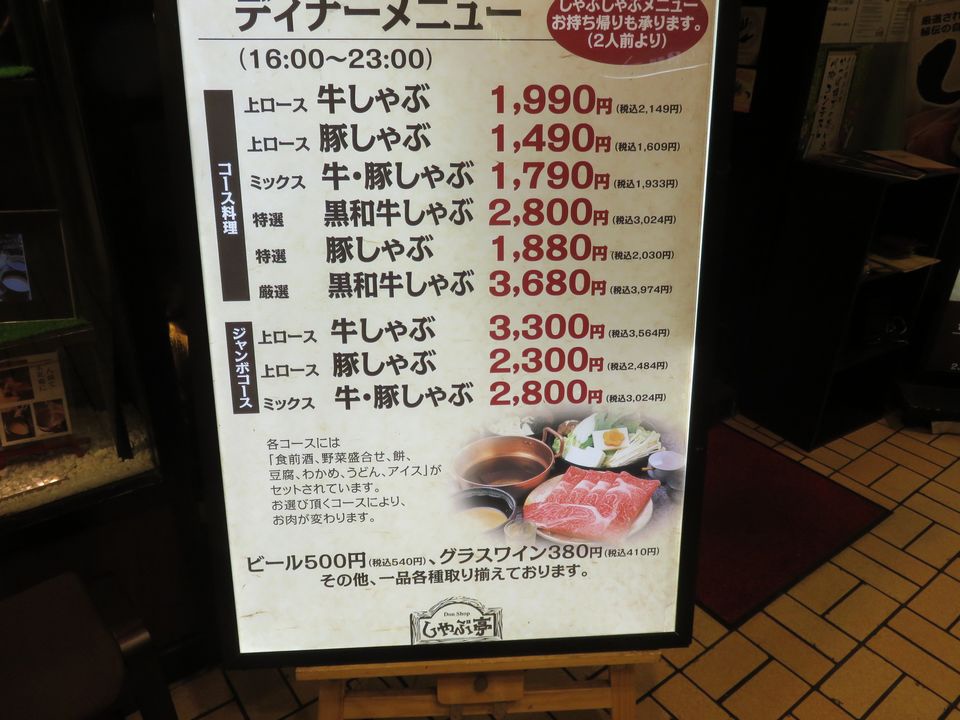 ディナーメニュー
しゃぶしゃぶメニュー
お持ち帰りも承ります。
(2人前より)
(16:00〜23:00)
コース料理
上ロース 牛しゃぶ 1,990円(税込2,149円)
上ロース 豚しゃぶ 1,490円(税込1,609円)
ミックス 牛・豚しゃぶ 1,790円(税込1,933円)
特選 黒和牛しゃぶ 2,800円(税込3,024円)
特選 豚しゃぶ 1,880円(税込2,030円)
厳選 黒和牛しゃぶ 3,680円(税込3,974円)
ジャンボコース
上ロース 牛しゃぶ 3,300円(税込3,564円)
上ロース 豚しゃぶ 2,300円(税込2,484円)
ミックス 牛・豚しゃぶ 2,800円(税込3,024円)
各コースには
「食前酒、野菜盛合せ、餅、
豆腐、わかめ、うどん、アイス」が
セットされています。
お選び頂くコースにより、
お肉が変わります。
ビール500円(税込540円)、グラスワイン380円(税込410円)
その他、一品各種取り揃えております。
Don Shop
しゃぶ亭